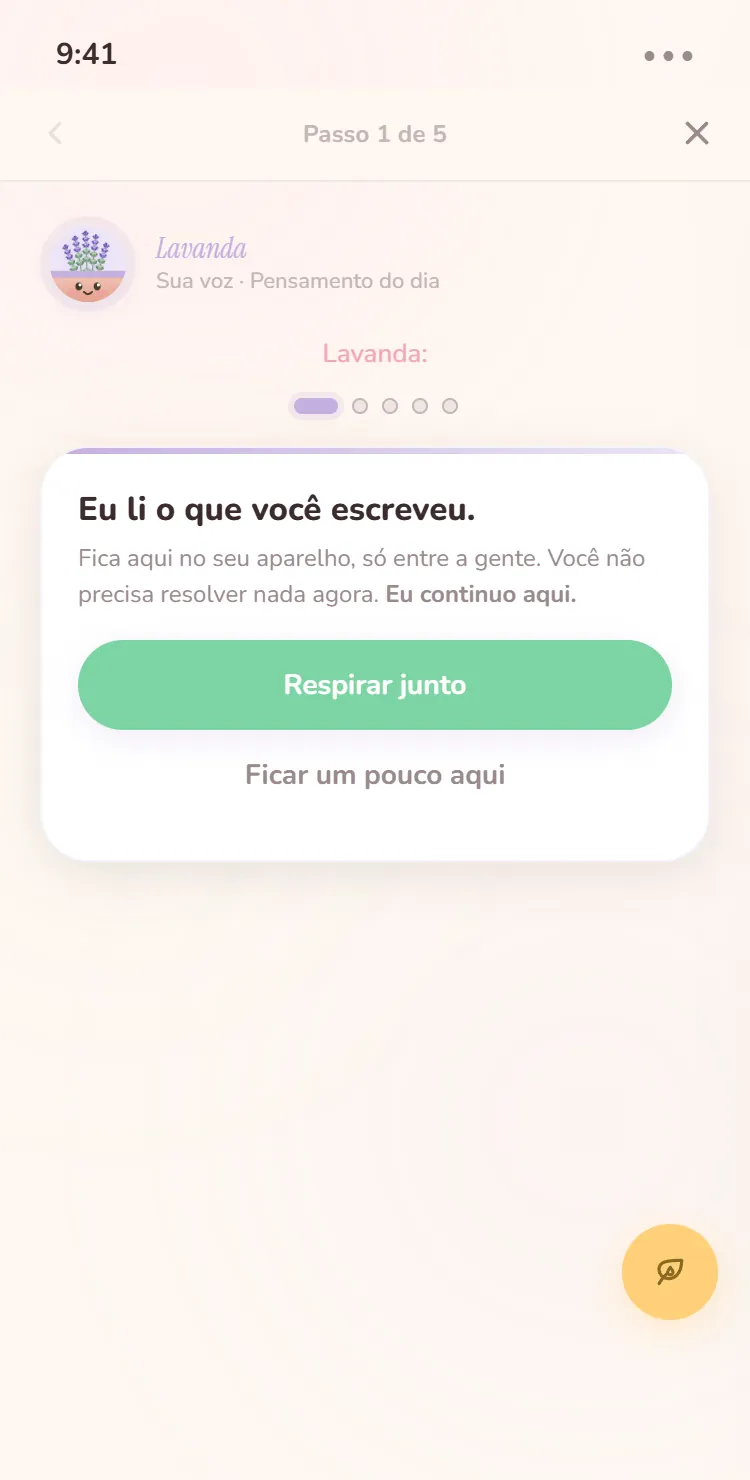 9:41
Passo 1 de 5
Lavanda
Sua voz · Pensamento do dia
Lavanda:
Eu li o que você escreveu.
Fica aqui no seu aparelho, só entre a gente. Você não
precisa resolver nada agora. Eu continuo aqui.
Respirar junto
Ficar um pouco aqui